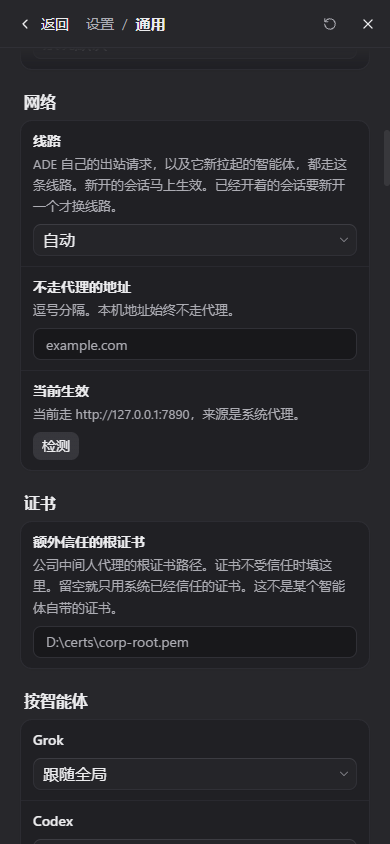 返回 设置 / 通用
网络
线路
ADE 自己的出站请求，以及它新拉起的智能体，都走这
条线路。新开的会话马上生效。已经开着的会话要新开
一个才换线路。
自动
不走代理的地址
逗号分隔。本机地址始终不走代理。
example.com
当前生效
当前走 http://127.0.0.1:7890，来源是系统代理。
检测
证书
额外信任的根证书
公司中间人代理的根证书路径。证书不受信任时填这
里。留空就只用系统已经信任的证书。这不是某个智能
体自带的证书。
D:\certs\corp-root.pem
按智能体
Grok
跟随全局
Codex